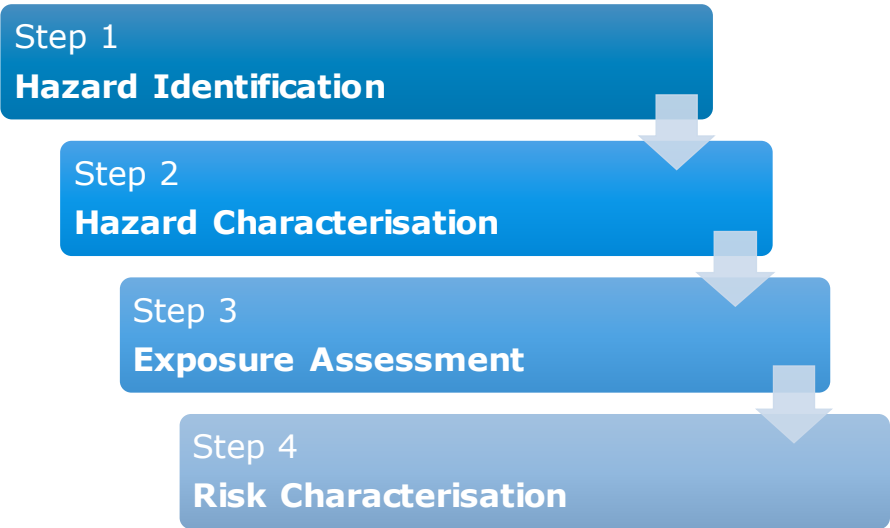 Step 1
Hazard Identification
Step 2
Hazard Characterisation
Step 3
Exposure Assessment
Step 4
Risk Characterisation